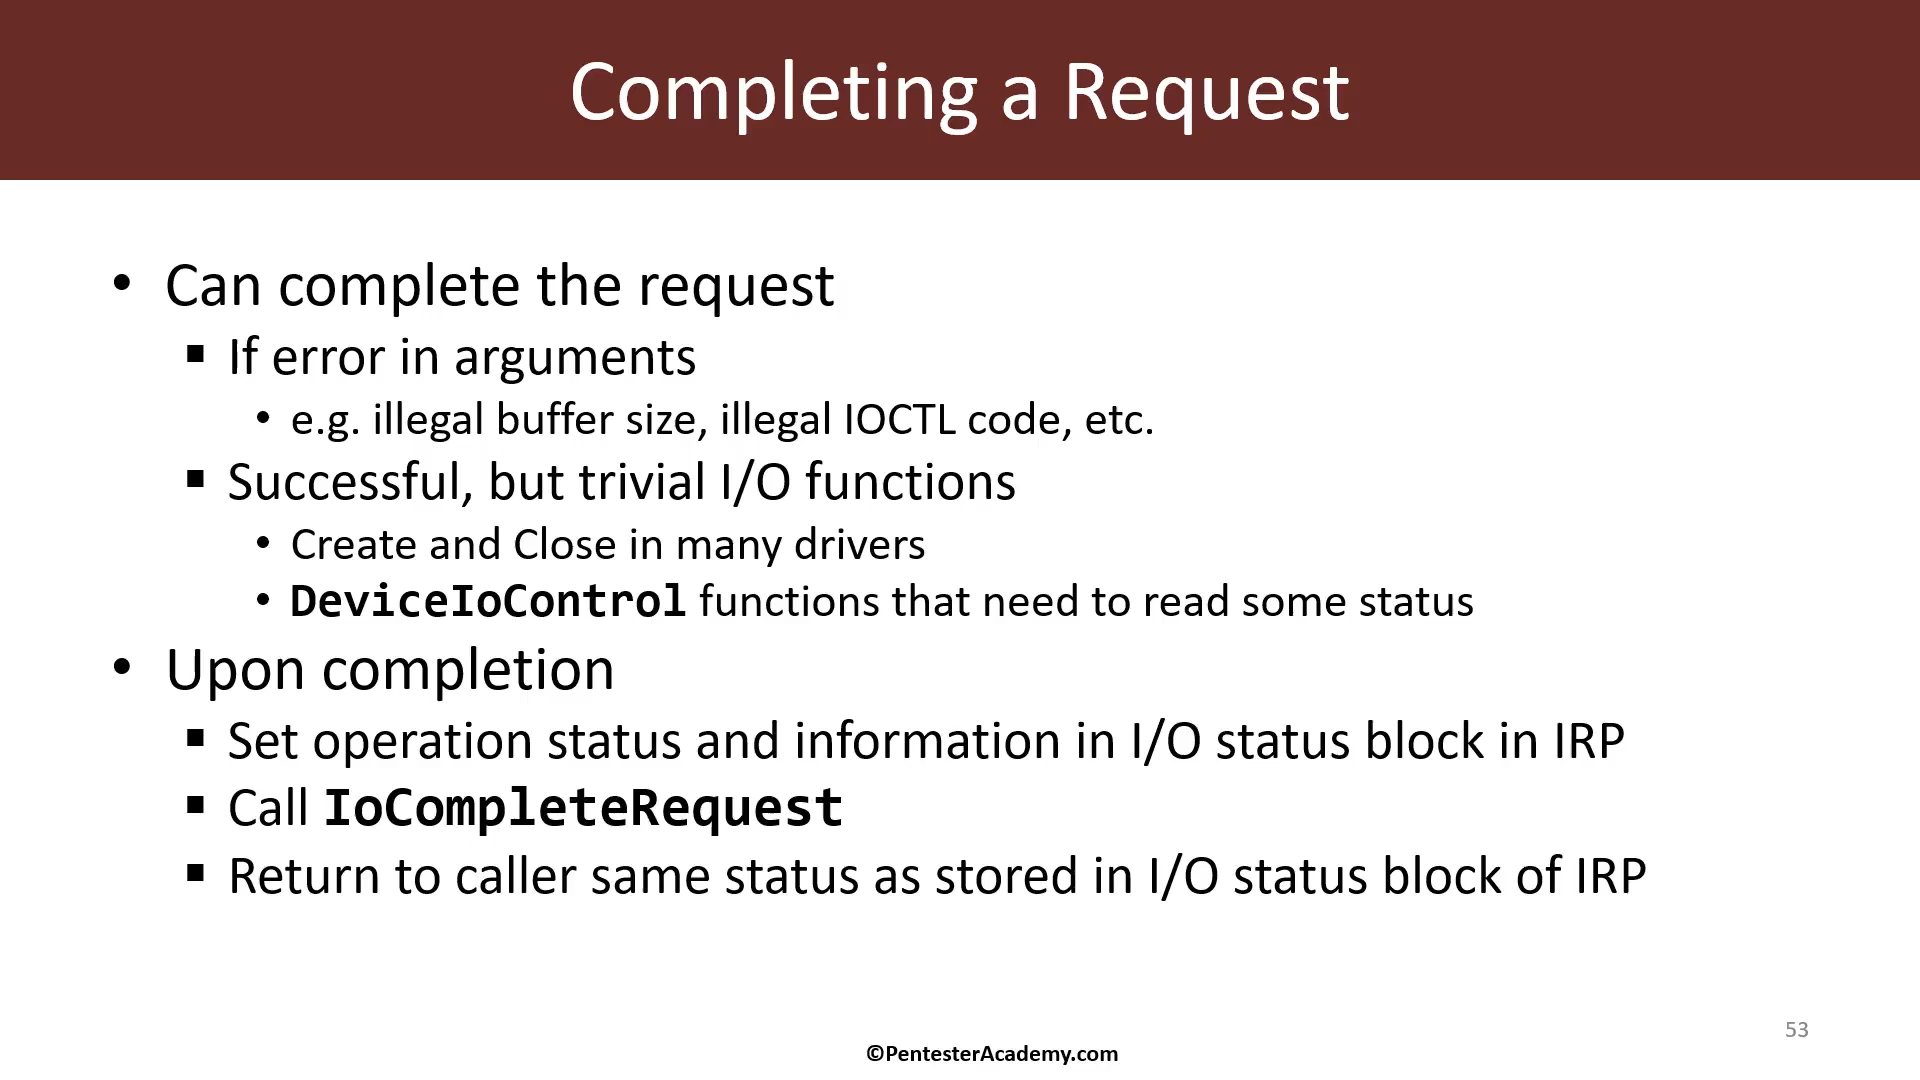 Completing a Request
• Can complete the request
▪ If error in arguments
• e.g. illegal buffer size, illegal IOCTL code, etc.
▪ Successful, but trivial I/O functions
• Create and Close in many drivers
• DeviceIoControl functions that need to read some status
• Upon completion
▪ Set operation status and information in I/O status block in IRP
▪ Call IoCompleteRequest
▪ Return to caller same status as stored in I/O status block of IRP
53
©PentesterAcademy.com